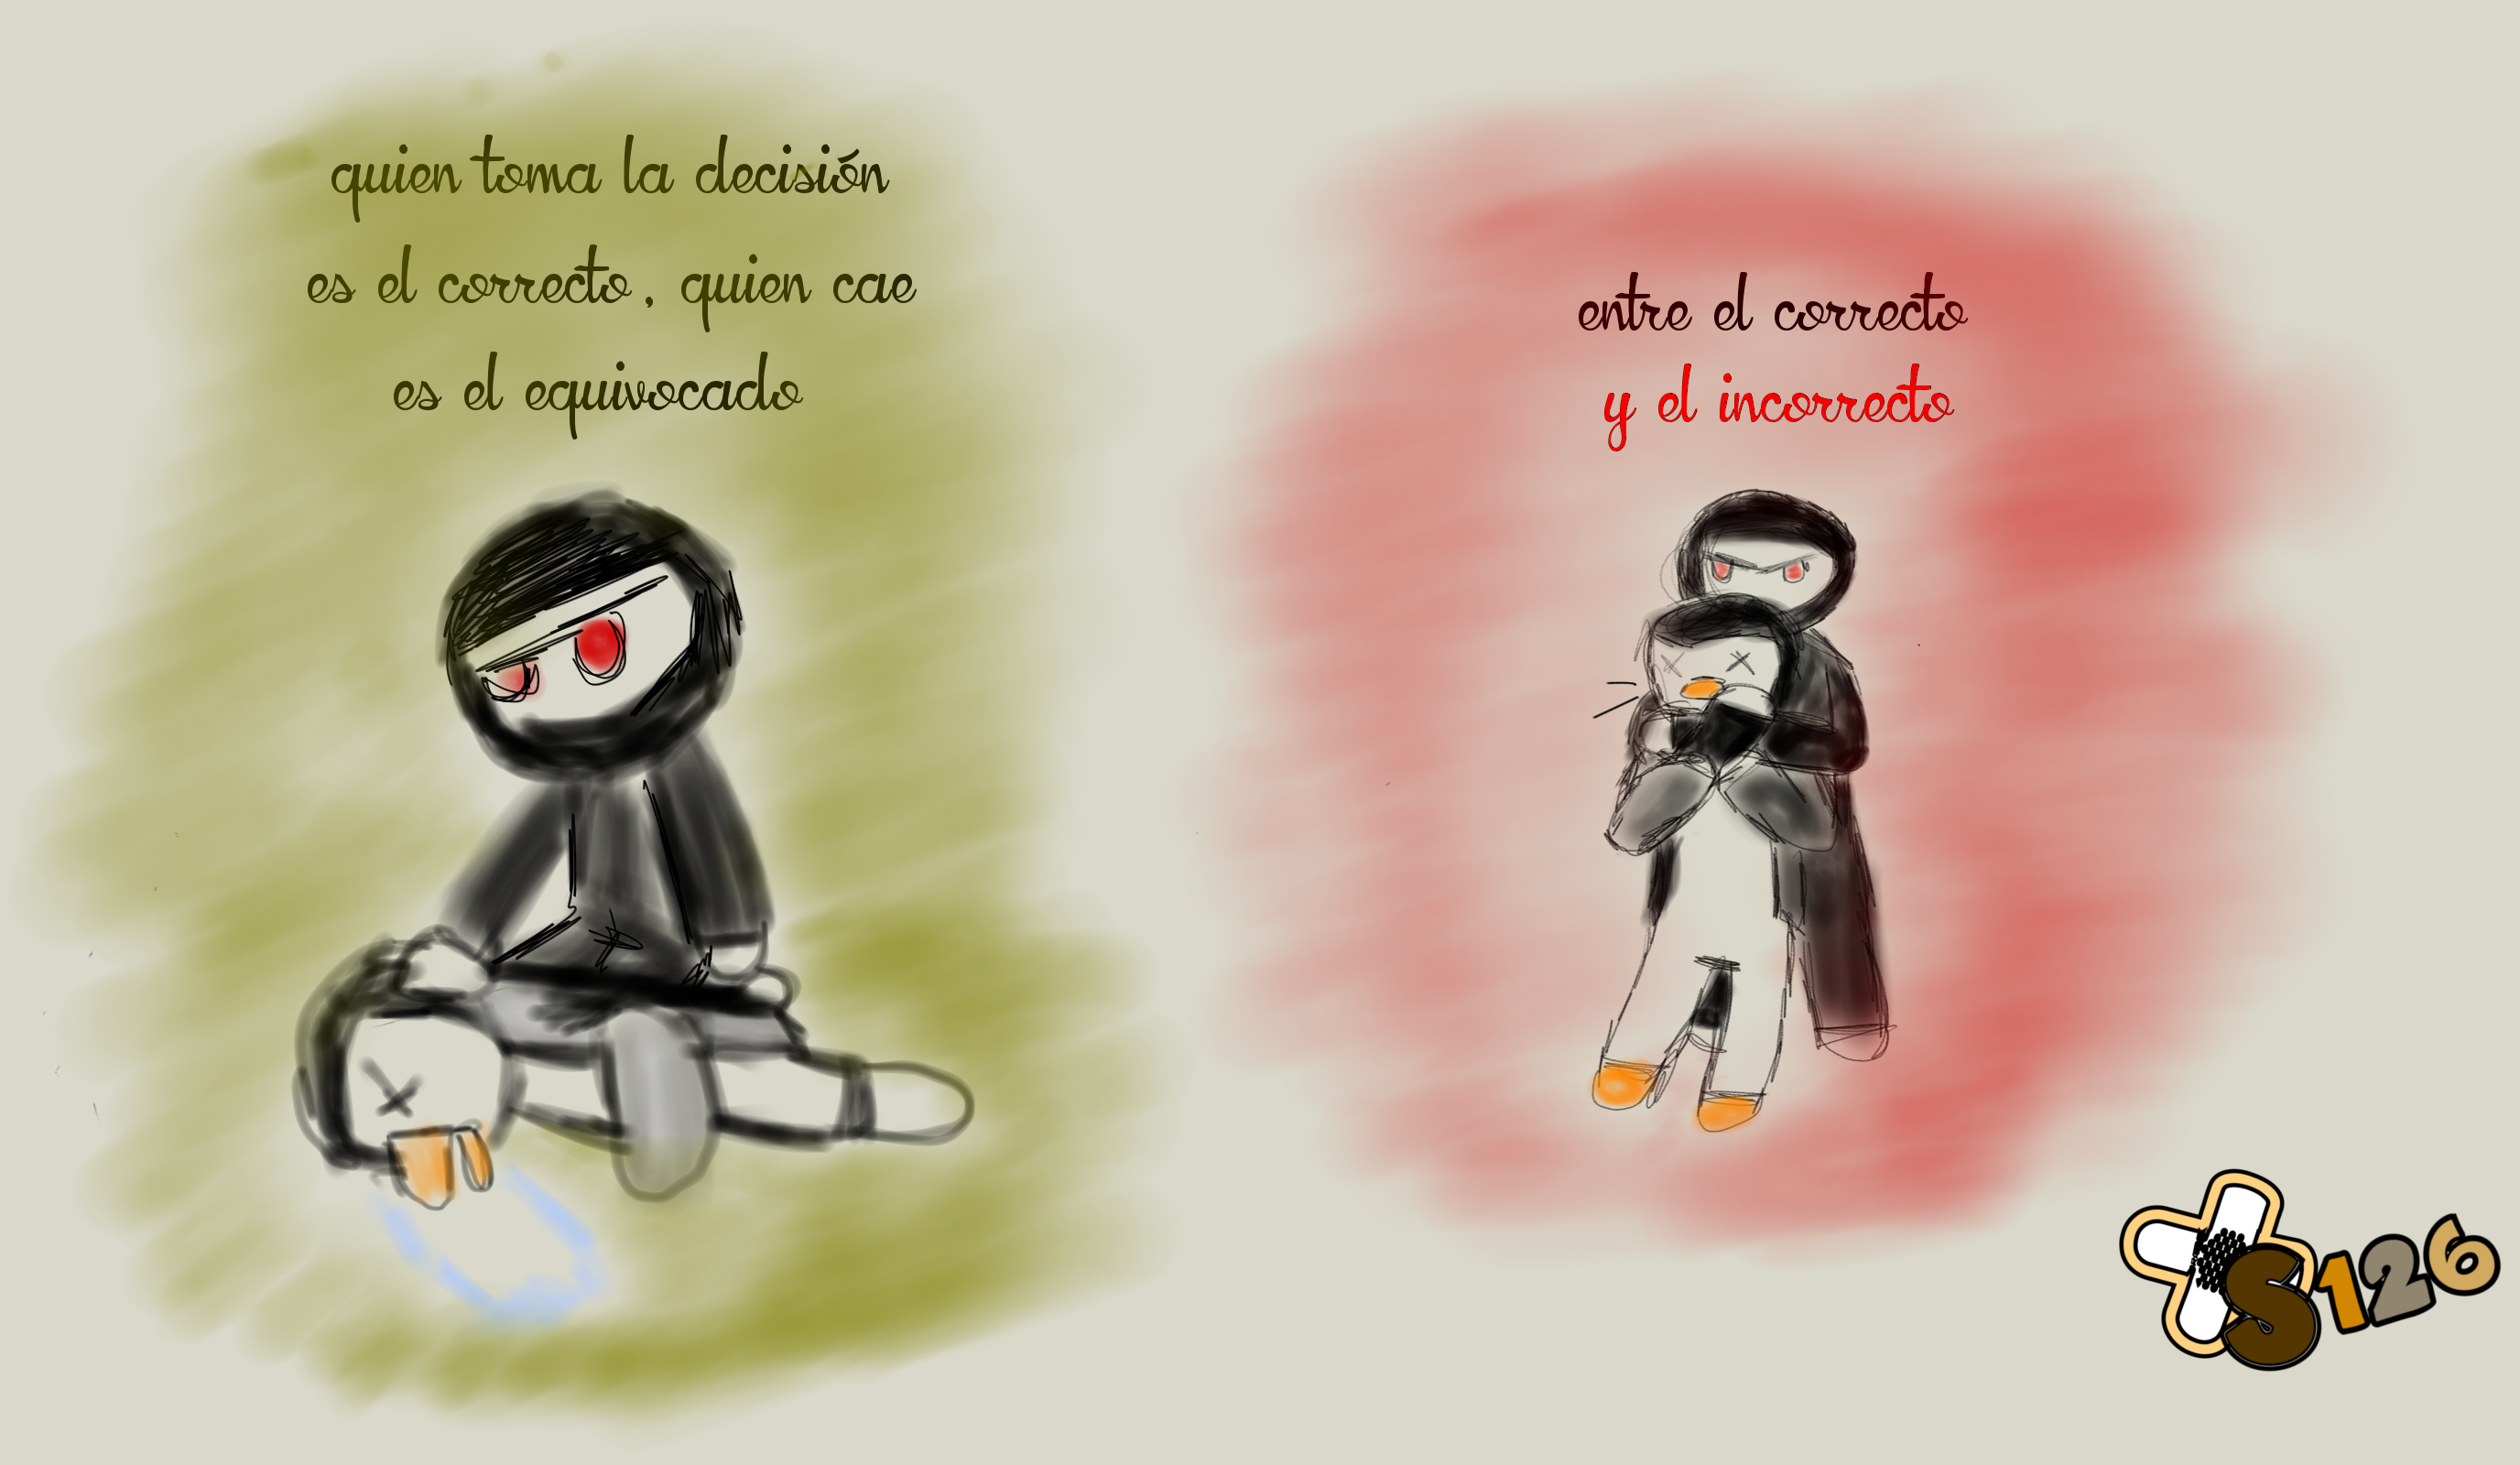 quien toma la decisión
es el correcto, quien cae
es el equivocado
entre el correcto
y el incorrecto
S126